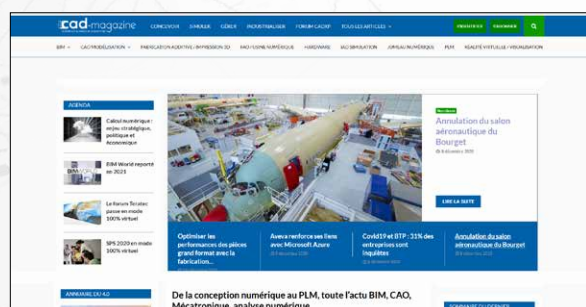 cad-magazine
CONCEVOIR SIMULER GÉRER INDUSTRIALISER FORUM CADXP TOUS LES ARTICLES
BIM CAO MODÉLISATION FABRICATION ADDITIVE / IMPRESSION 3D FAO / USINE NUMÉRIQUE HARDWARE IAO SIMULATION JUMEAU NUMÉRIQUE PLM RÉALITÉ VIRTUELLE / VISUALISATION
AGENDA
Calcul numérique :
enjeu stratégique,
politique et
économique
BIM World reporté
en 2021
Le Forum Teratec
passe en mode
100% virtuel
SPS 2020 en mode
100% virtuel
Annulation du salon
aéronautique du
Bourget
LIRE LA SUITE
Optimiser les
performances des pièces
grand format avec la
fabrication...
Aveva renforce ses liens
avec Microsoft Azure
Covid19 et BTP : 31% des
entreprises sont
inquiètes
Annulation du salon
aéronautique du Bourget
ANNUAIRE DU 4.0
De la conception numérique au PLM, toute l'actu BIM, CAO,
Mécatronique, analyse numérique